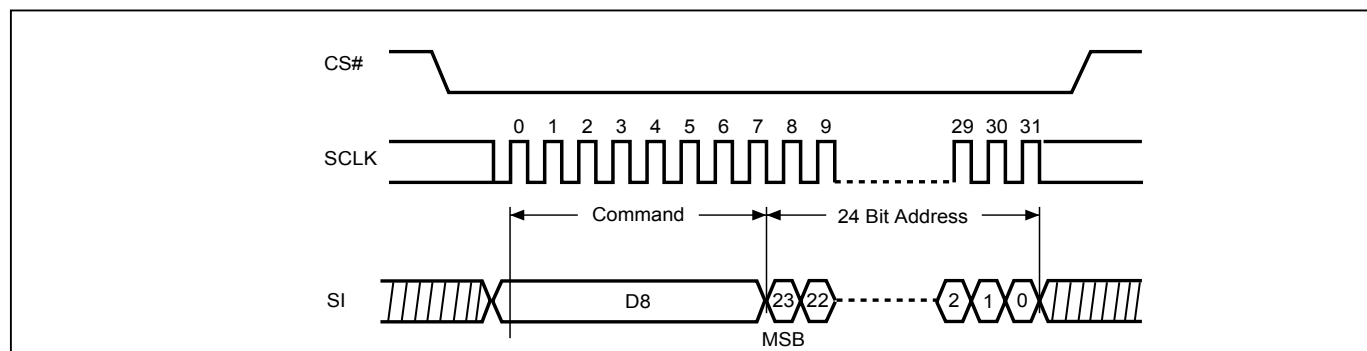 CS#
0 1 2 3 4 5 6 7 8 9 29 30 31
SCLK
Command 24 Bit Address
SI D8 23 22 2 1 0
MSB